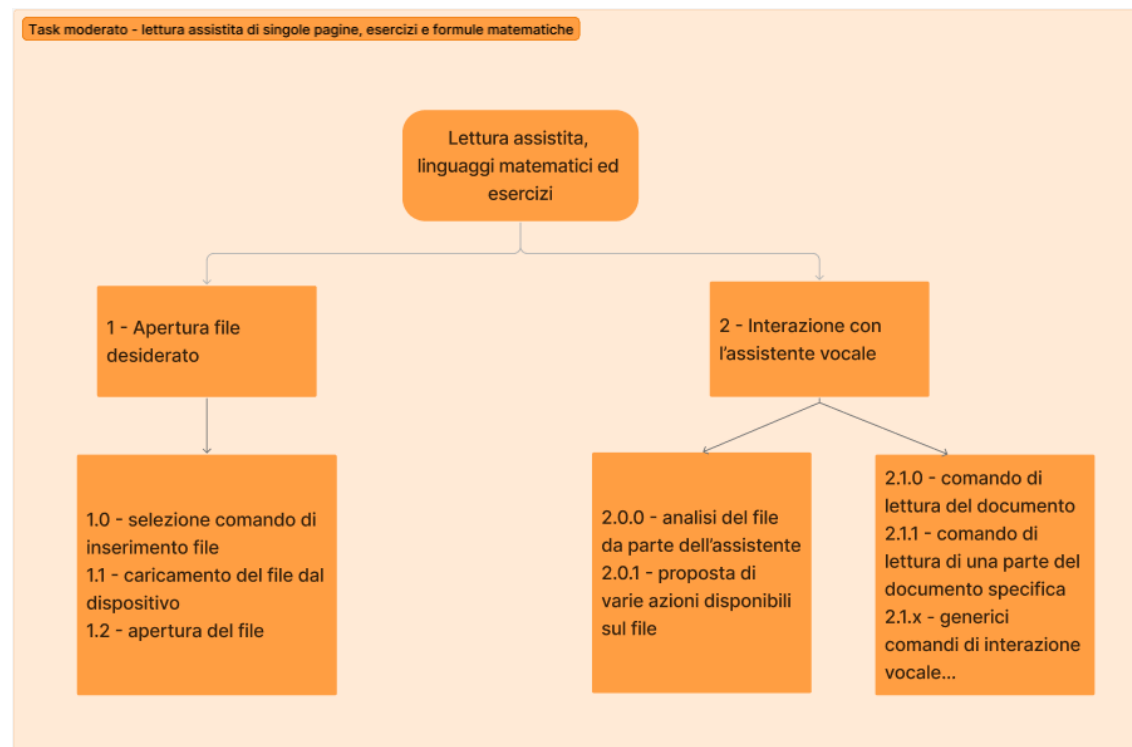 Task moderato - lettura assistita di singole pagine, esercizi e formule matematiche
Lettura assistita,
linguaggi matematici ed
esercizi
1 - Apertura file
desiderato
2 - Interazione con
l’assistente vocale
1.0 - selezione comando di
inserimento file
1.1 - caricamento del file dal
dispositivo
1.2 - apertura del file
2.0.0 - analisi del file
da parte dell’assistente
2.0.1 - proposta di
varie azioni disponibili
sul file
2.1.0 - comando di
lettura del documento
2.1.1 - comando di
lettura di una parte del
documento specifica
2.1.x - generici
comandi di interazione
vocale...